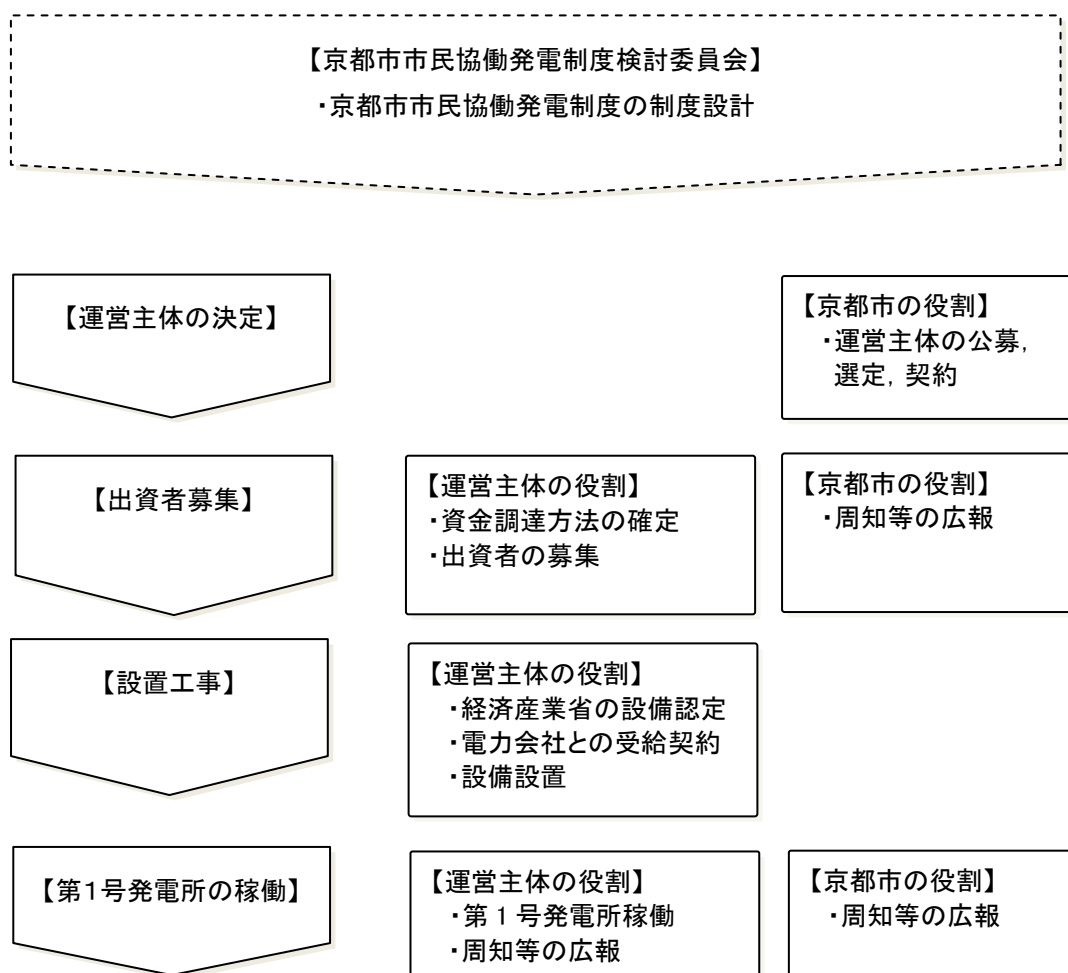 【京都市市民協働発電制度検討委員会】
・京都市市民協働発電制度の制度設計
【運営主体の決定】
【京都市の役割】
・運営主体の公募，
選定，契約
【出資者募集】
【運営主体の役割】
・資金調達方法の確定
・出資者の募集
【京都市の役割】
・周知等の広報
【設置工事】
【運営主体の役割】
・経済産業省の設備認定
・電力会社との受給契約
・設備設置
【第１号発電所の稼働】
【運営主体の役割】
・第 1 号発電所稼働
・周知等の広報
【京都市の役割】
・周知等の広報